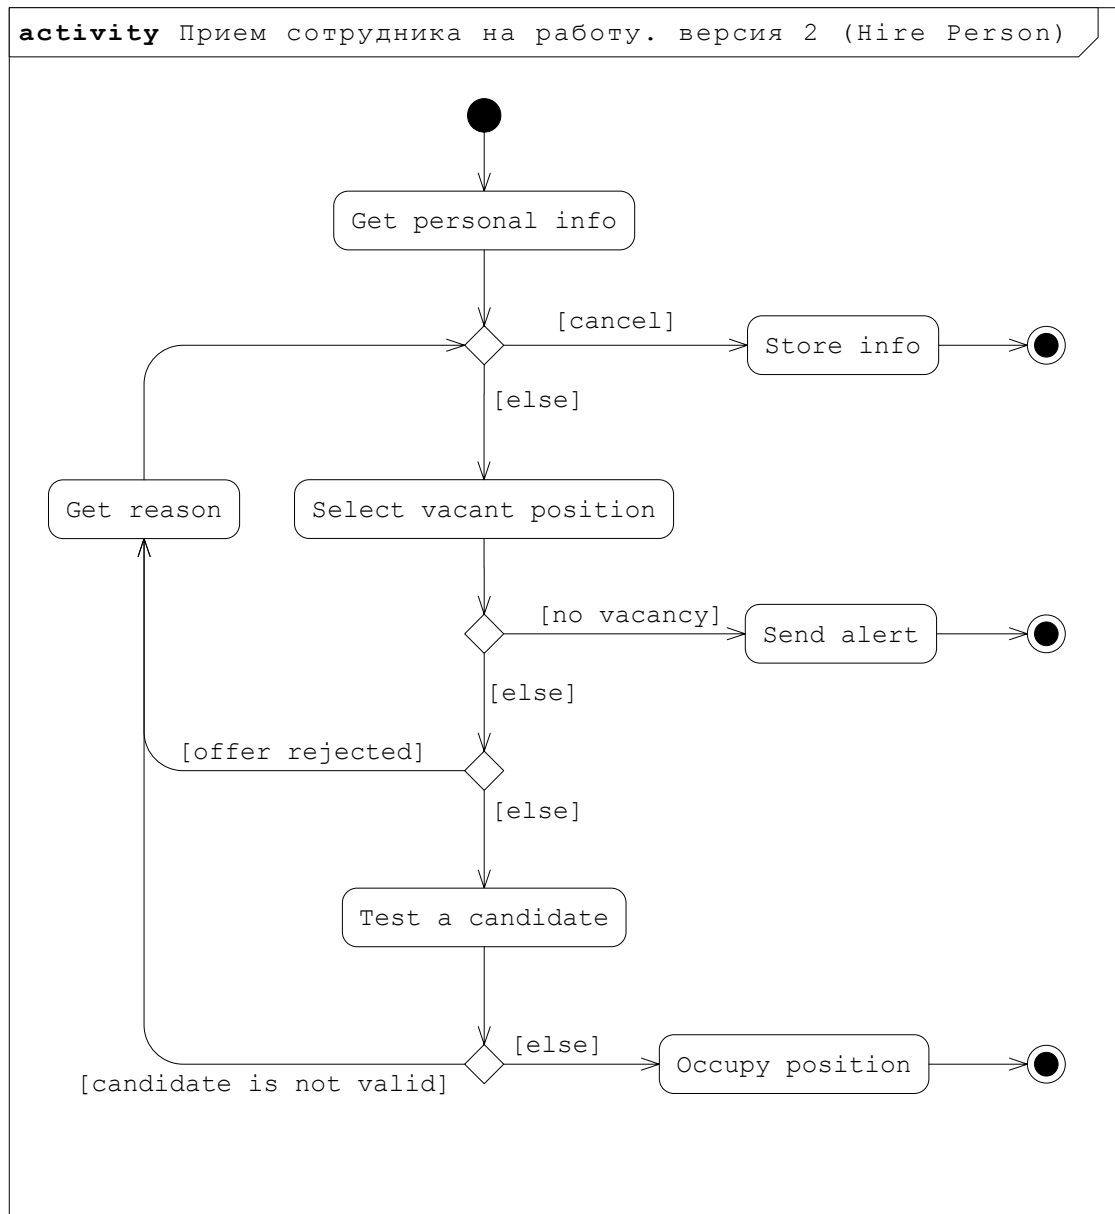 activity Прием сотрудника на работу. версия 2 (Hire Person)
Get personal info
[cancel]
Store info
[else]
Get reason
Select vacant position
[no vacancy]
Send alert
[else]
[offer rejected]
[else]
Test a candidate
[else]
Occupy position
[candidate is not valid]